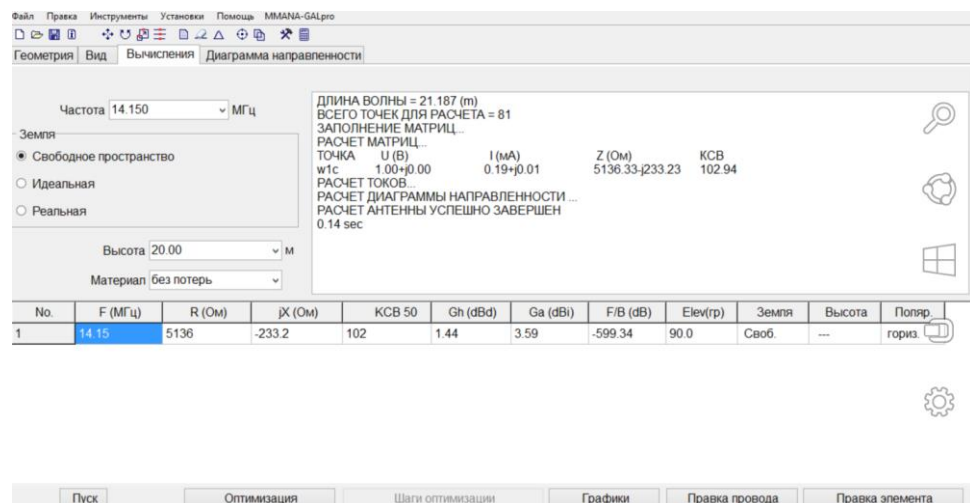 Файл Правка Инструменты Установки Помощь MMANA-GALpro
Геометрия Вид Вычисления Диаграмма направленности
Частота 14.150 МГц
Земля
Свободное пространство
Идеальная
Реальная
Высота 20.00 м
Материал без потерь
ДЛИНА ВОЛНЫ = 21.187 (m)
ВСЕГО ТОЧЕК ДЛЯ РАСЧЕТА = 81
ЗАПОЛНЕНИЕ МАТРИЦ...
РАСЧЕТ МАТРИЦ...
ТОЧКА U (В) I (мА) Z (Ом) КСВ
w1c 1.00+j0.00 0.19+j0.01 5136.33-j233.23 102.94
РАСЧЕТ ТОКОВ...
РАСЧЕТ ДИАГРАММЫ НАПРАВЛЕННОСТИ ...
РАСЧЕТ АНТЕННЫ УСПЕШНО ЗАВЕРШЕН
0.14 sec
No. F (МГц) R (Ом) jX (Ом) КСВ 50 Gh (dBd) Ga (dBi) F/B (dB) Elev(гр) Земля Высота Поляр.
1 14.15 5136 -233.2 102 1.44 3.59 -599.34 90.0 Своб. --- гориз.
Пуск Оптимизация Шаги оптимизации Графики Правка провода Правка элемента